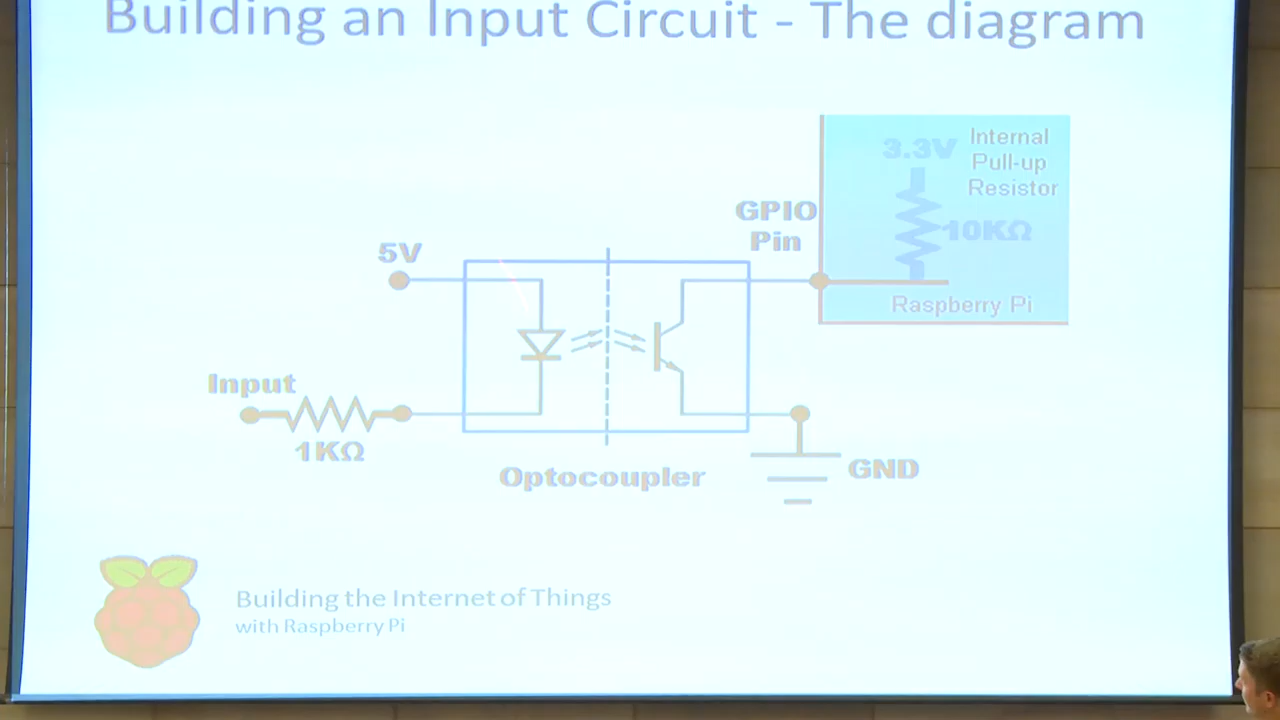 Building an Input Circuit - The diagram
3.3V
Internal
Pull-up
Resistor
10KΩ
Raspberry Pi
GPIO
Pin
5V
Input
1KΩ
Optocoupler
GND
Building the Internet of Things
with Raspberry Pi